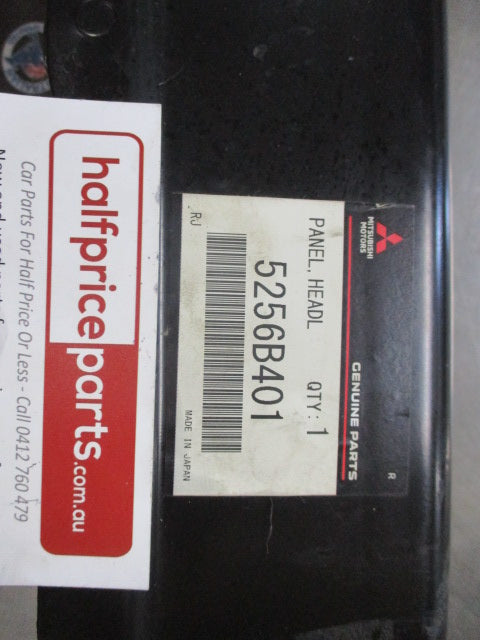 MITSUBISHI
MOTORS
GENUINE PARTS
R
PANEL, HEADL QTY: 1
5256B401
RJ MADE IN JAPAN
halfpriceparts.com.au
Car Parts For Half Price Or Less - Call 0412 760 479